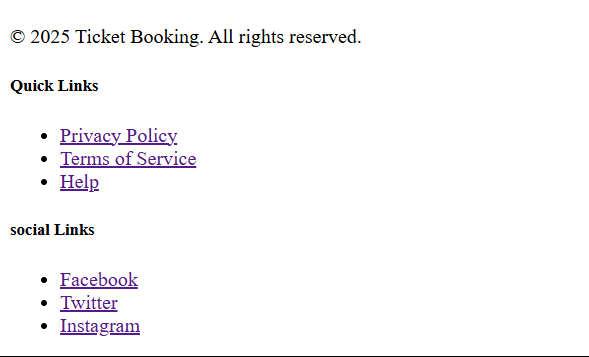 © 2025 Ticket Booking. All rights reserved.
Quick Links
Privacy Policy
Terms of Service
Help
social Links
Facebook
Twitter
Instagram